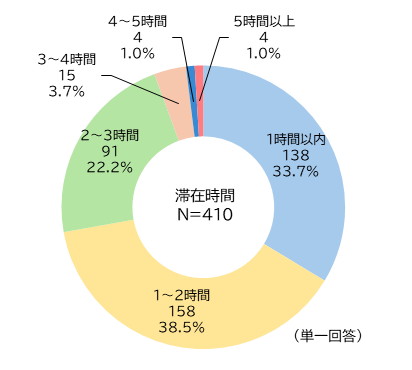 4～5時間
4
1.0%
5時間以上
4
1.0%
3～4時間
15
3.7%
1時間以内
138
33.7%
2～3時間
91
22.2%
滞在時間
N=410
1～2時間
158
38.5%
（単一回答）